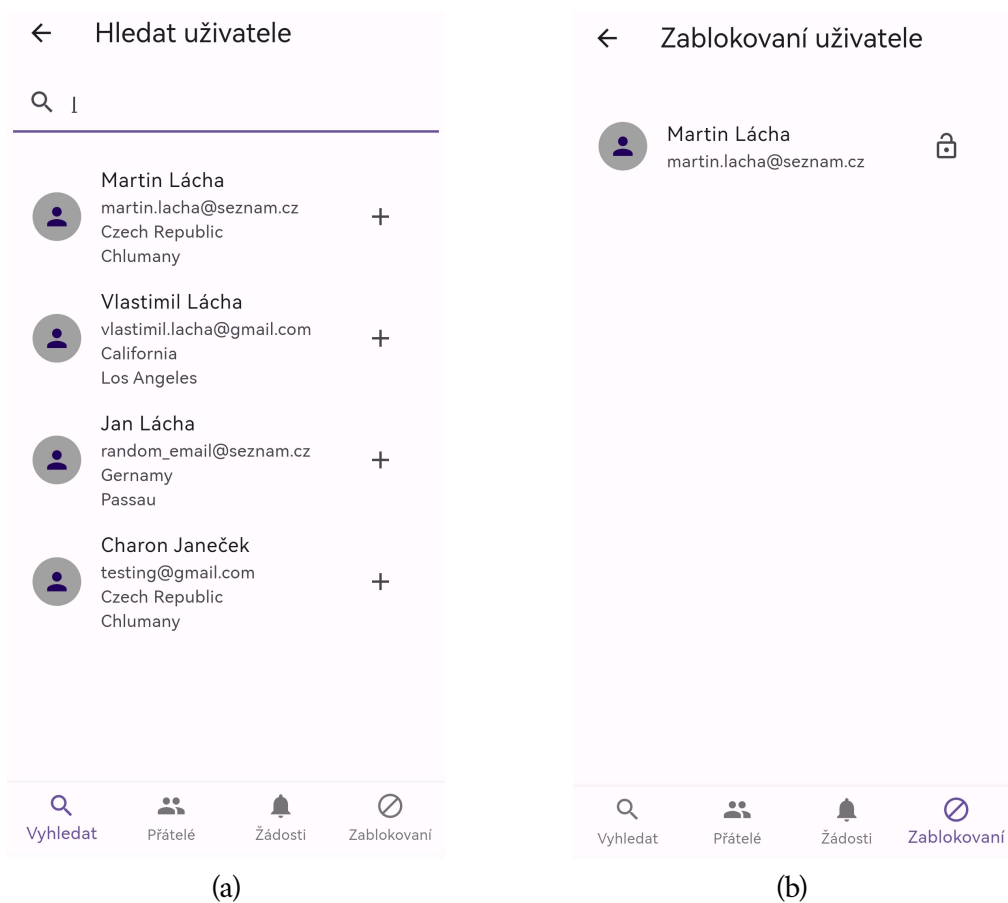 Hledat uživatele
l
Martin Lácha
martin.lacha@seznam.cz
Czech Republic
Chlumany
Vlastimil Lácha
vlastimil.lacha@gmail.com
California
Los Angeles
Jan Lácha
random_email@seznam.cz
Gernamy
Passau
Charon Janeček
testing@gmail.com
Czech Republic
Chlumany
Vyhledat Přátelé Žádosti Zablokovaní
(a)
Zablokovaní uživatele
Martin Lácha
martin.lacha@seznam.cz
Vyhledat Přátelé Žádosti Zablokovaní
(b)